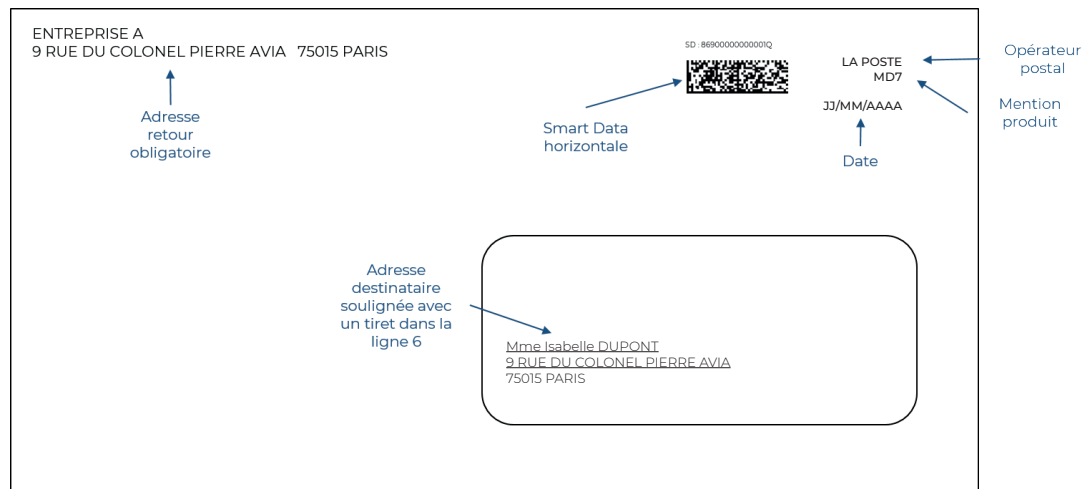 ENTREPRISE A
9 RUE DU COLONEL PIERRE AVIA 75015 PARIS
Adresse
retour
obligatoire
SD : 86900000000001Q
Smart Data
horizontale
LA POSTE
MD7
JJ/MM/AAAA
Date
Opérateur
postal
Mention
produit
Adresse
destinataire
soulignée avec
un tiret dans la
ligne 6
Mme Isabelle DUPONT
9 RUE DU COLONEL PIERRE AVIA
75015 PARIS